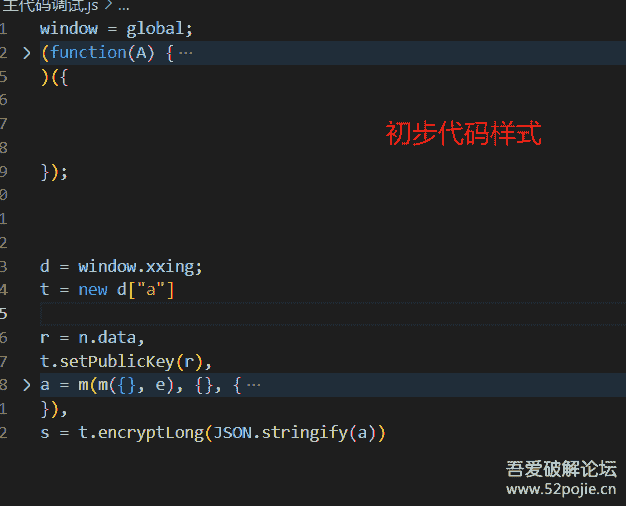 主代码调试.js > ...
1 window = global;
2 > (function(A) { ...
5 )({
6
7
初步代码样式
8
9 });
0
1
2
3 d = window.xxing;
4 t = new d["a"]
5
6 r = n.data,
7 t.setPublicKey(r),
8 > a = m(m({}, e), {}, { ...
1 }),
2 s = t.encryptLong(JSON.stringify(a))
吾爱破解论坛
www.52pojie.cn